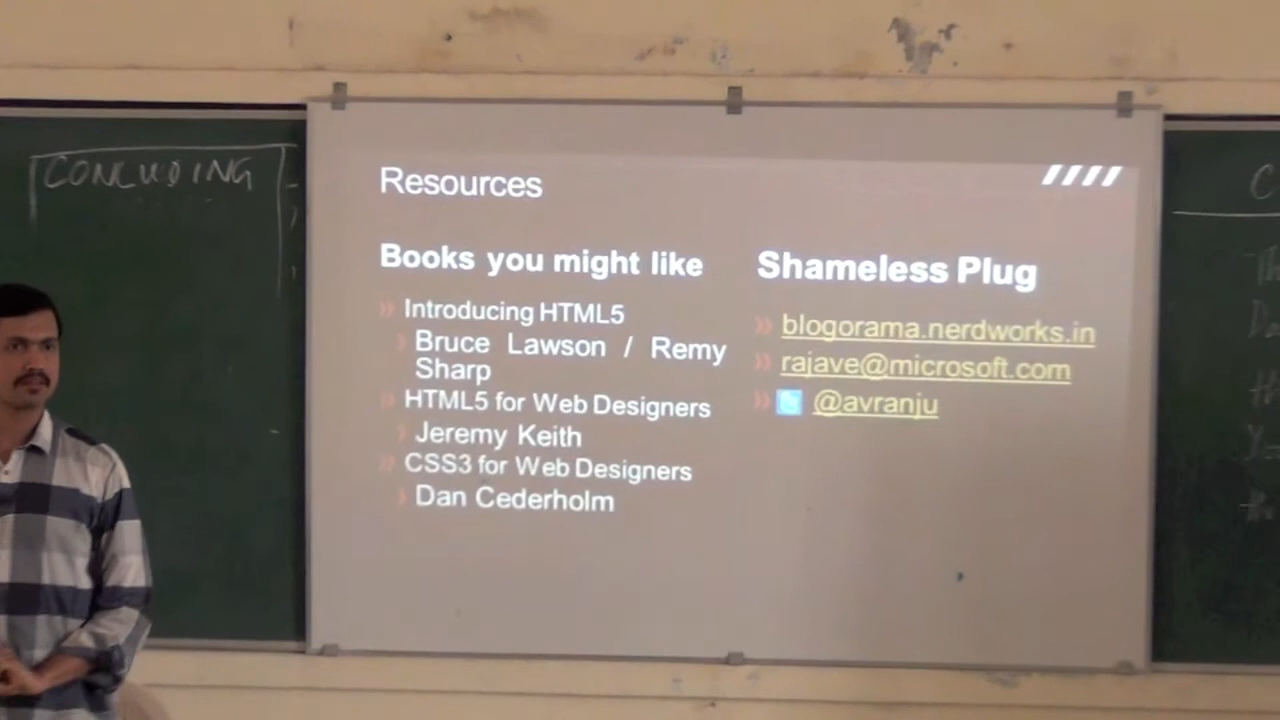 CONCLUDING
Resources
Books you might like
» Introducing HTML5
› Bruce Lawson / Remy
Sharp
» HTML5 for Web Designers
› Jeremy Keith
» CSS3 for Web Designers
› Dan Cederholm
Shameless Plug
» blogorama.nerdworks.in
» rajave@microsoft.com
» @avranju